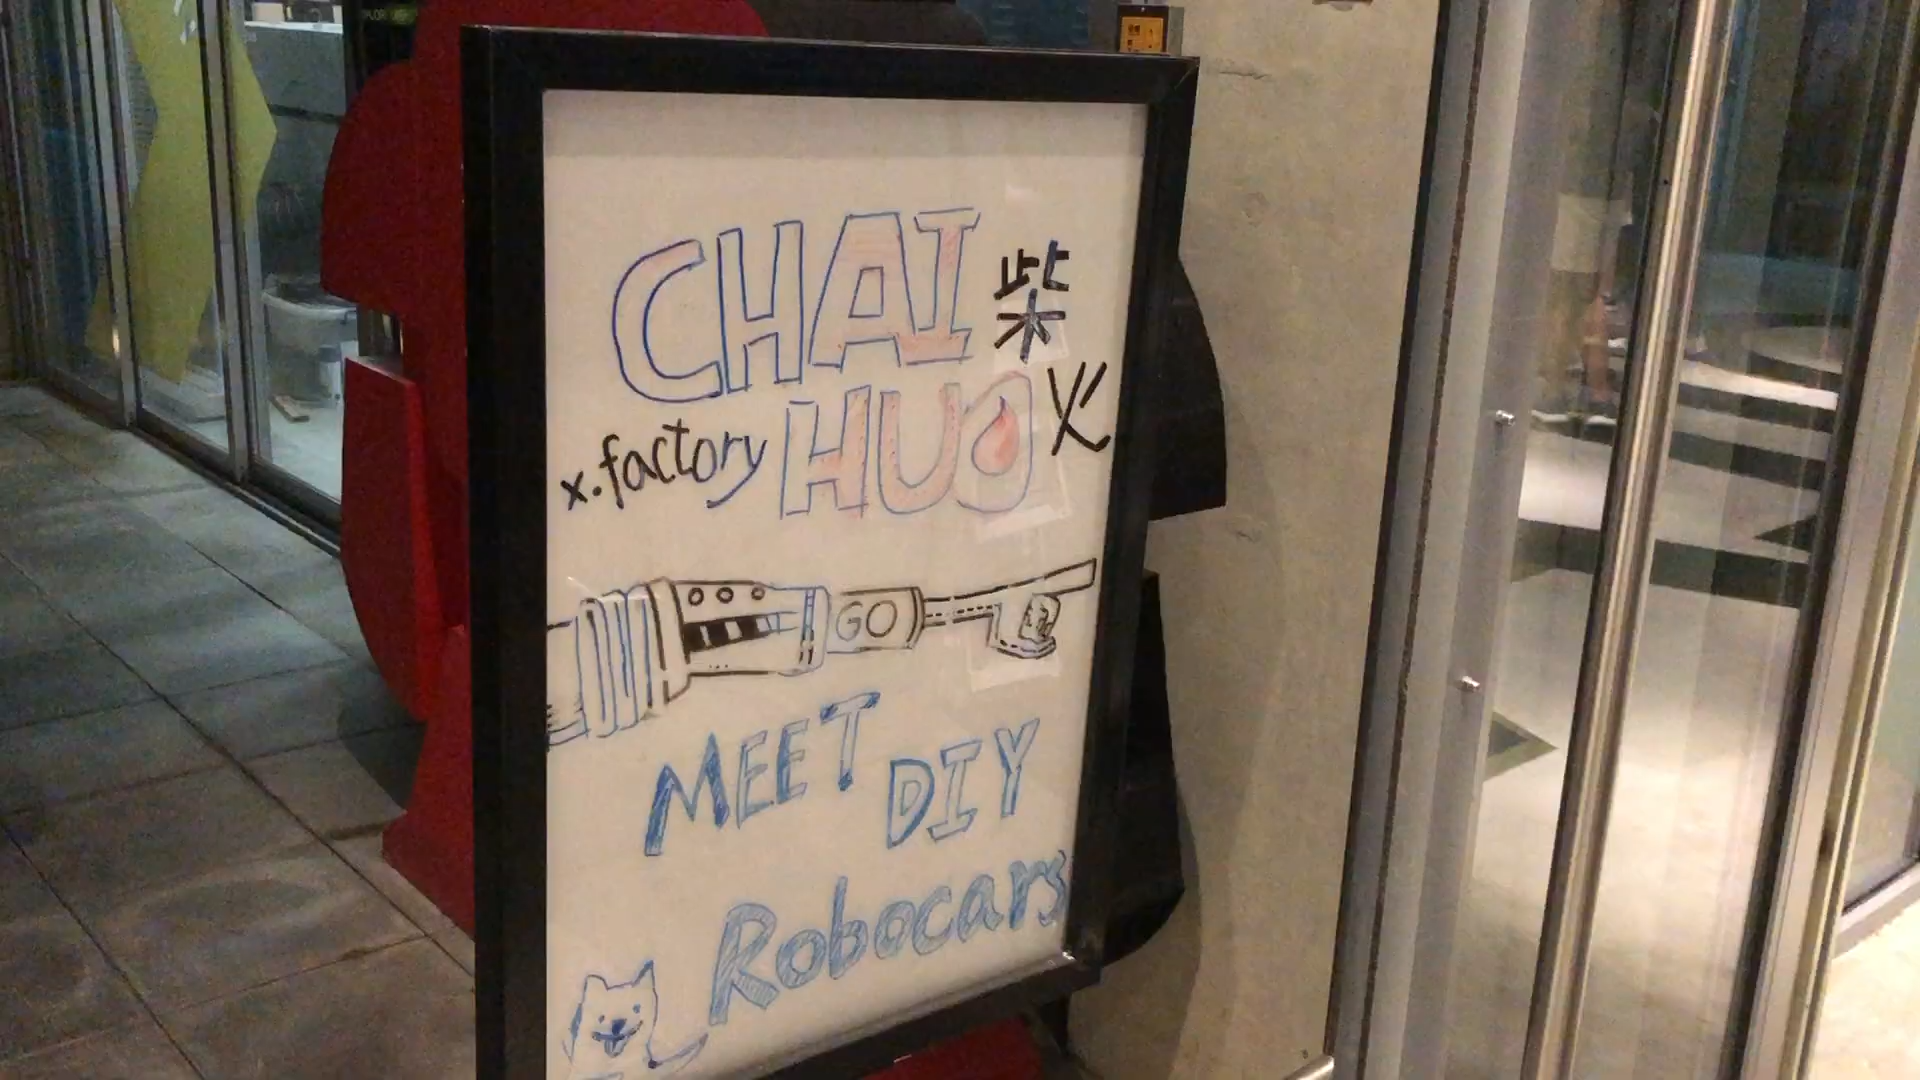 CHAI 柴
x.factory HUO 火
GO
MEET DIY
Robocars